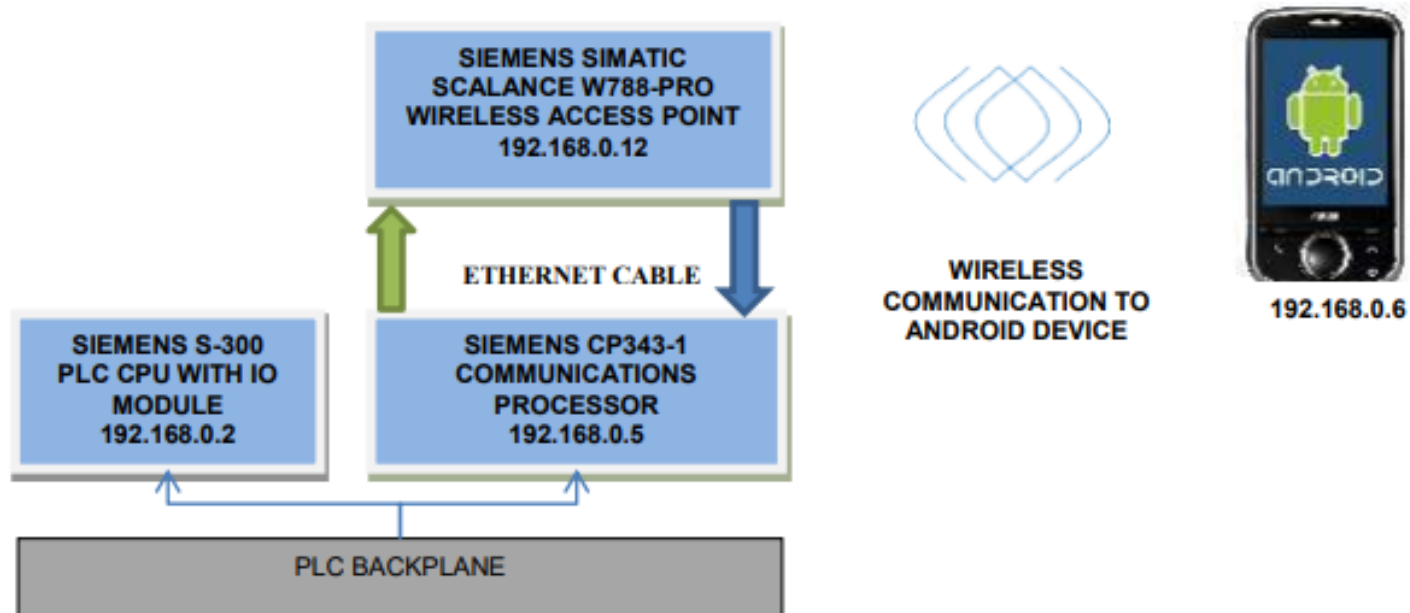 SIEMENS SIMATIC
SCALANCE W788-PRO
WIRELESS ACCESS POINT
192.168.0.12
ANDROID
ETHERNET CABLE
WIRELESS
COMMUNICATION TO
ANDROID DEVICE
192.168.0.6
SIEMENS S-300
PLC CPU WITH IO
MODULE
192.168.0.2
SIEMENS CP343-1
COMMUNICATIONS
PROCESSOR
192.168.0.5
PLC BACKPLANE